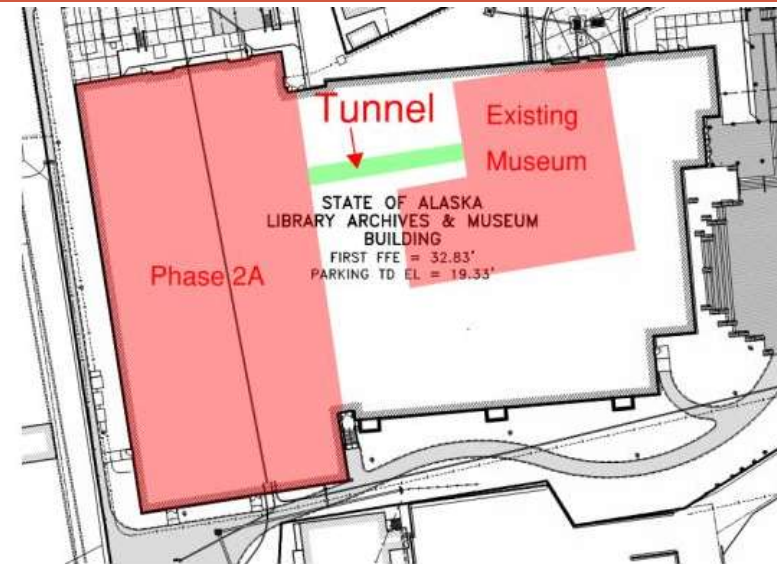 Tunnel
Existing
Museum
STATE OF ALASKA
LIBRARY ARCHIVES & MUSEUM
BUILDING
FIRST FFE = 32.83'
PARKING TD EL = 19.33'
Phase 2A